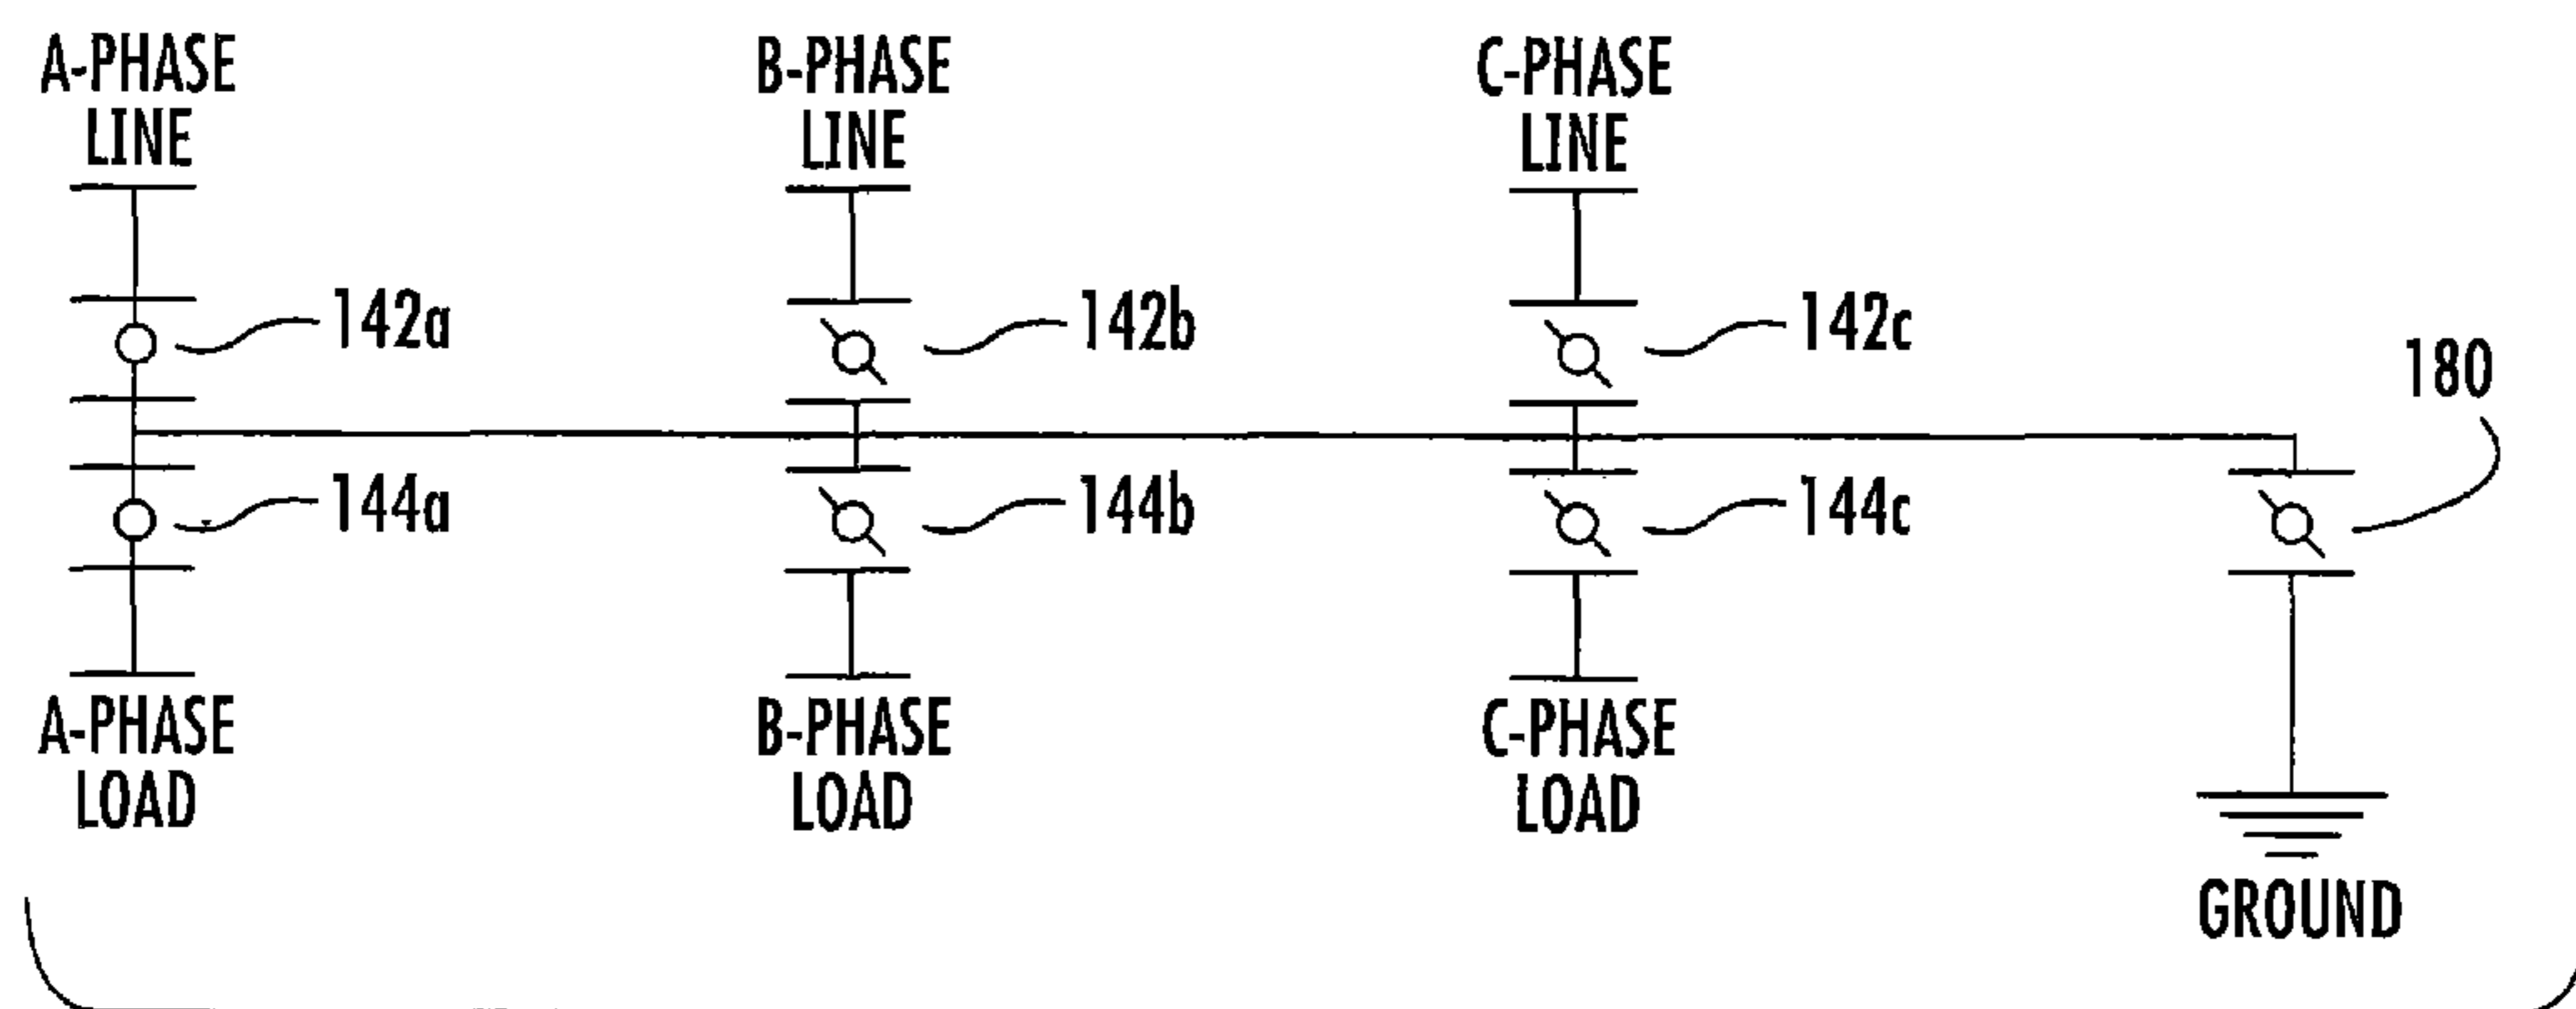 A-PHASE
LINE
B-PHASE
LINE
C-PHASE
LINE
142a
142b
142c
180
144a
144b
144c
A-PHASE
LOAD
B-PHASE
LOAD
C-PHASE
LOAD
GROUND